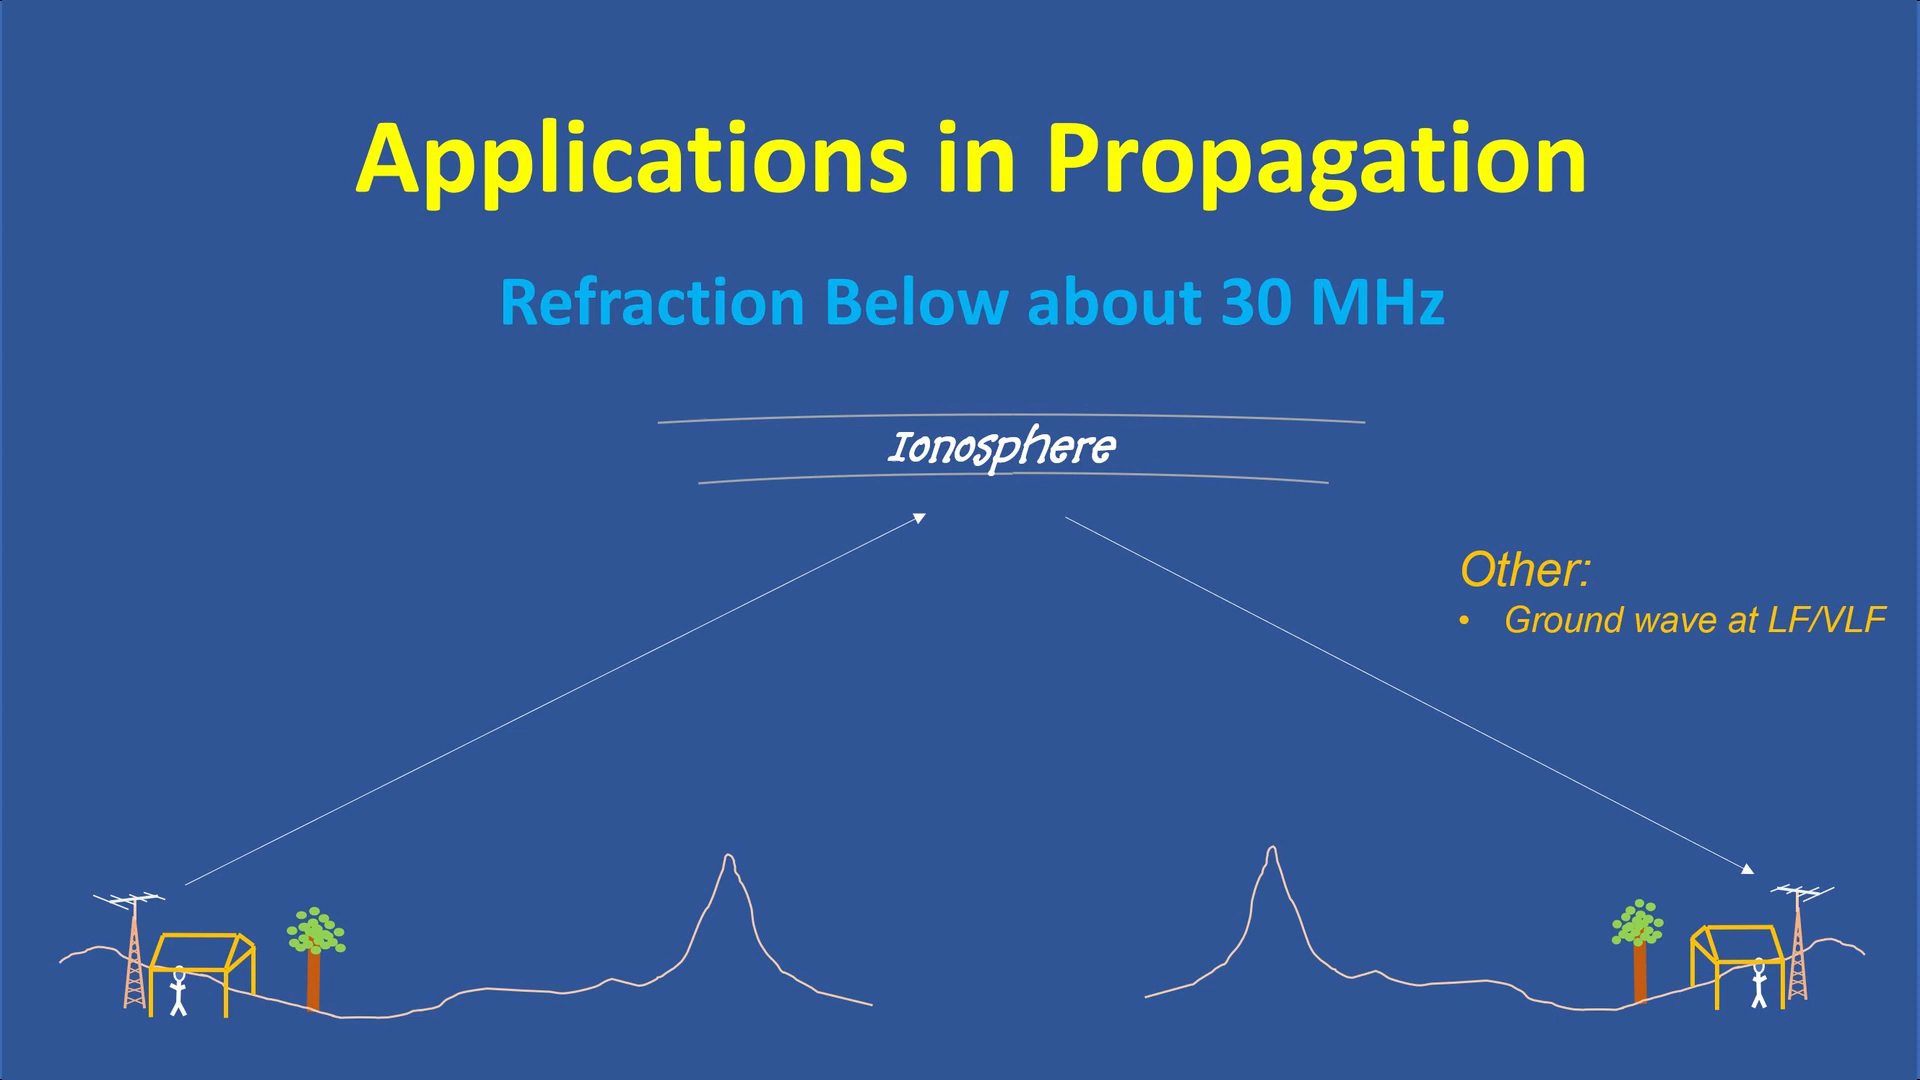 Applications in Propagation
Refraction Below about 30 MHz
Ionosphere
Other:
• Ground wave at LF/VLF